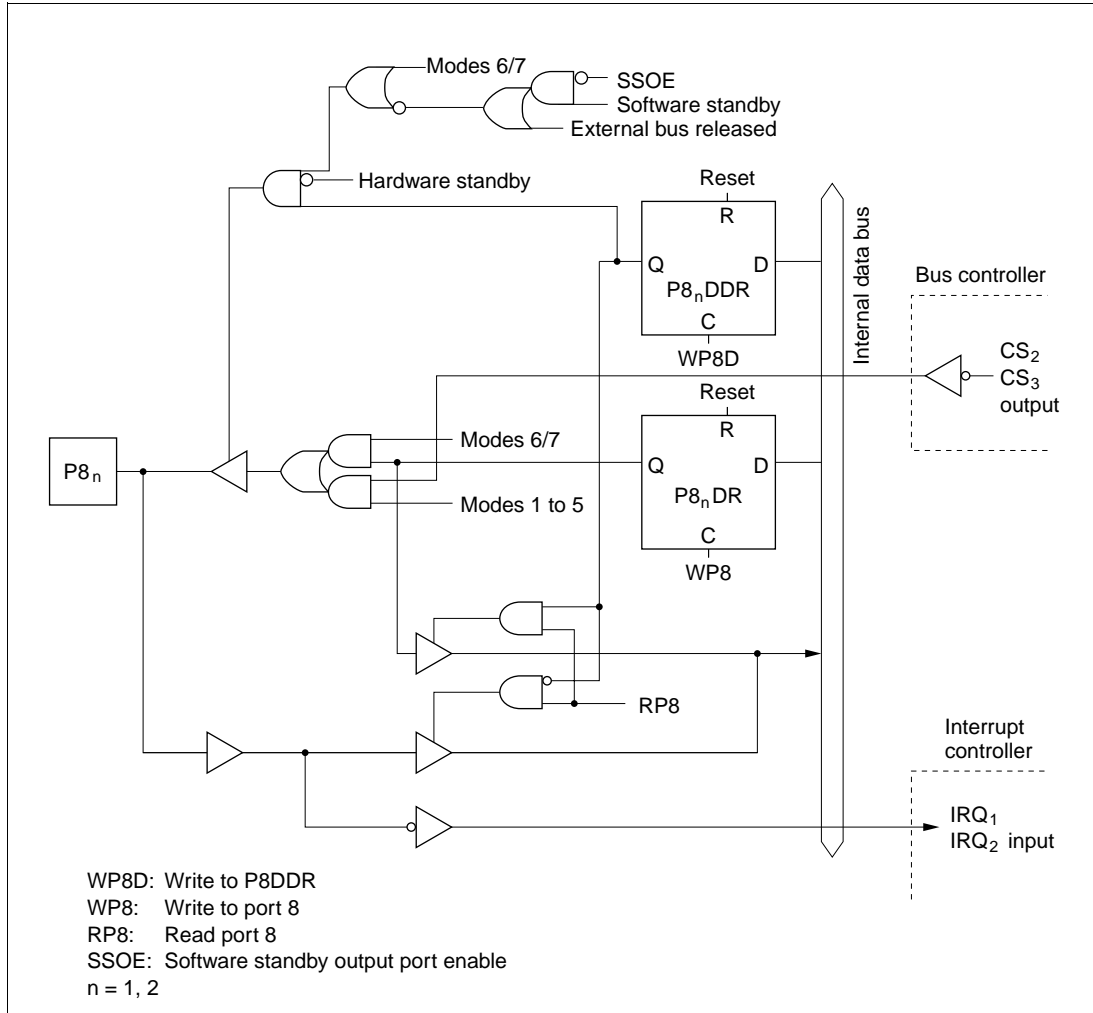 Modes 6/7
SSOE
Software standby
External bus released
Hardware standby
Reset
R
Q
D
P8nDDR
C
WP8D
Internal data bus
Bus controller
CS2
CS3
output
Reset
R
Modes 6/7
Q
D
P8n
P8nDR
Modes 1 to 5
C
WP8
RP8
Interrupt
controller
IRQ1
IRQ2 input
WP8D: Write to P8DDR
WP8: Write to port 8
RP8: Read port 8
SSOE: Software standby output port enable
n = 1, 2